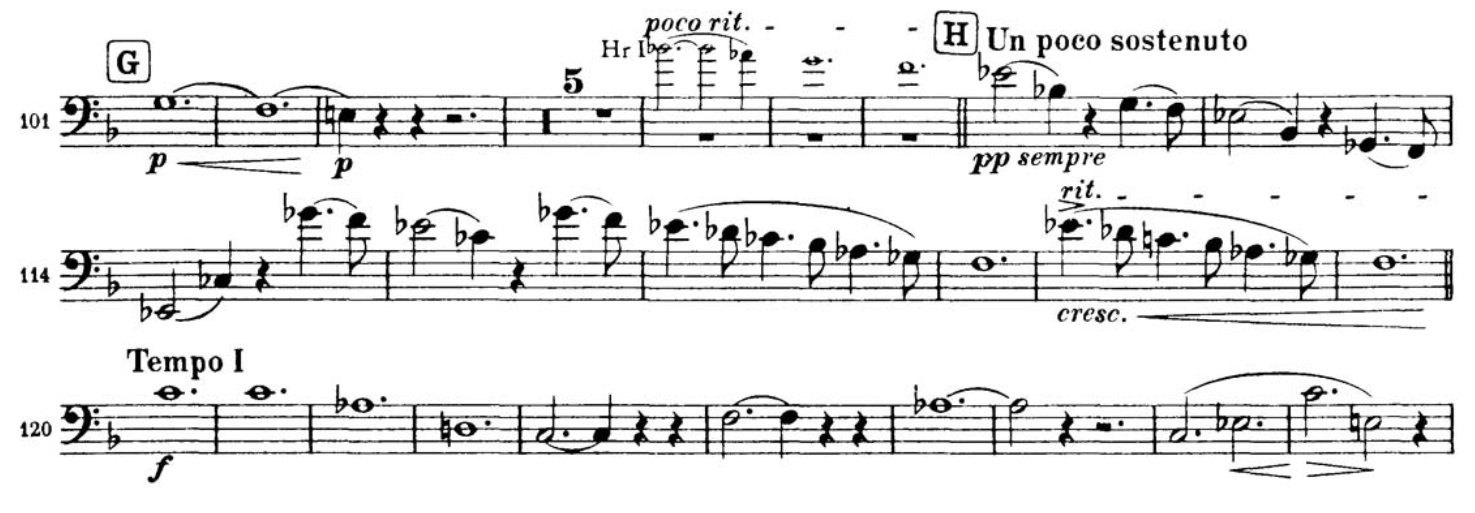 poco rit. - - -
G Hr I H Un poco sostenuto
5
101
p p pp sempre
rit. - - - - -
114
cresc.
Tempo I
120
f